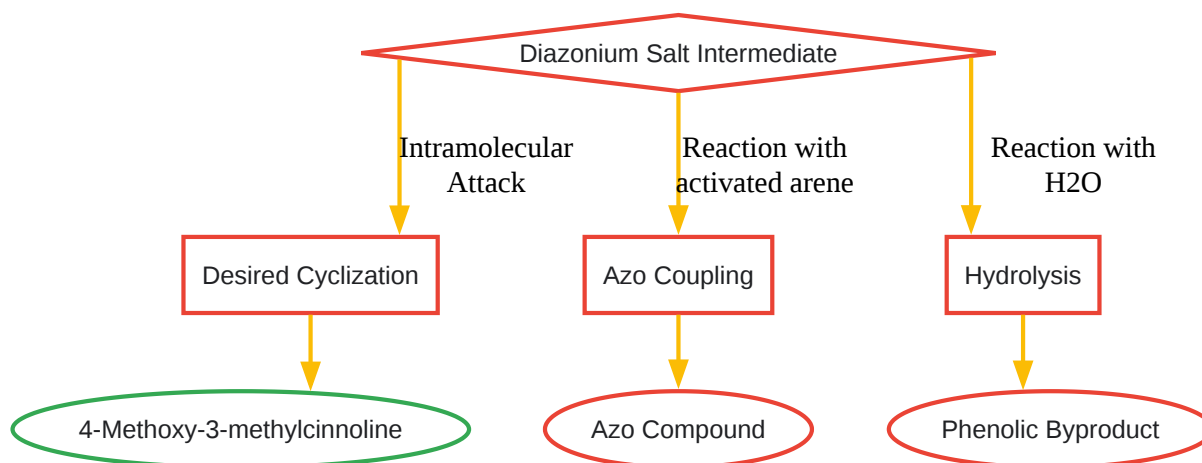 Diazonium Salt Intermediate
Intramolecular
Attack
Reaction with
activated arene
Reaction with
H2O
Desired Cyclization
Azo Coupling
Hydrolysis
4-Methoxy-3-methylcinnoline
Azo Compound
Phenolic Byproduct